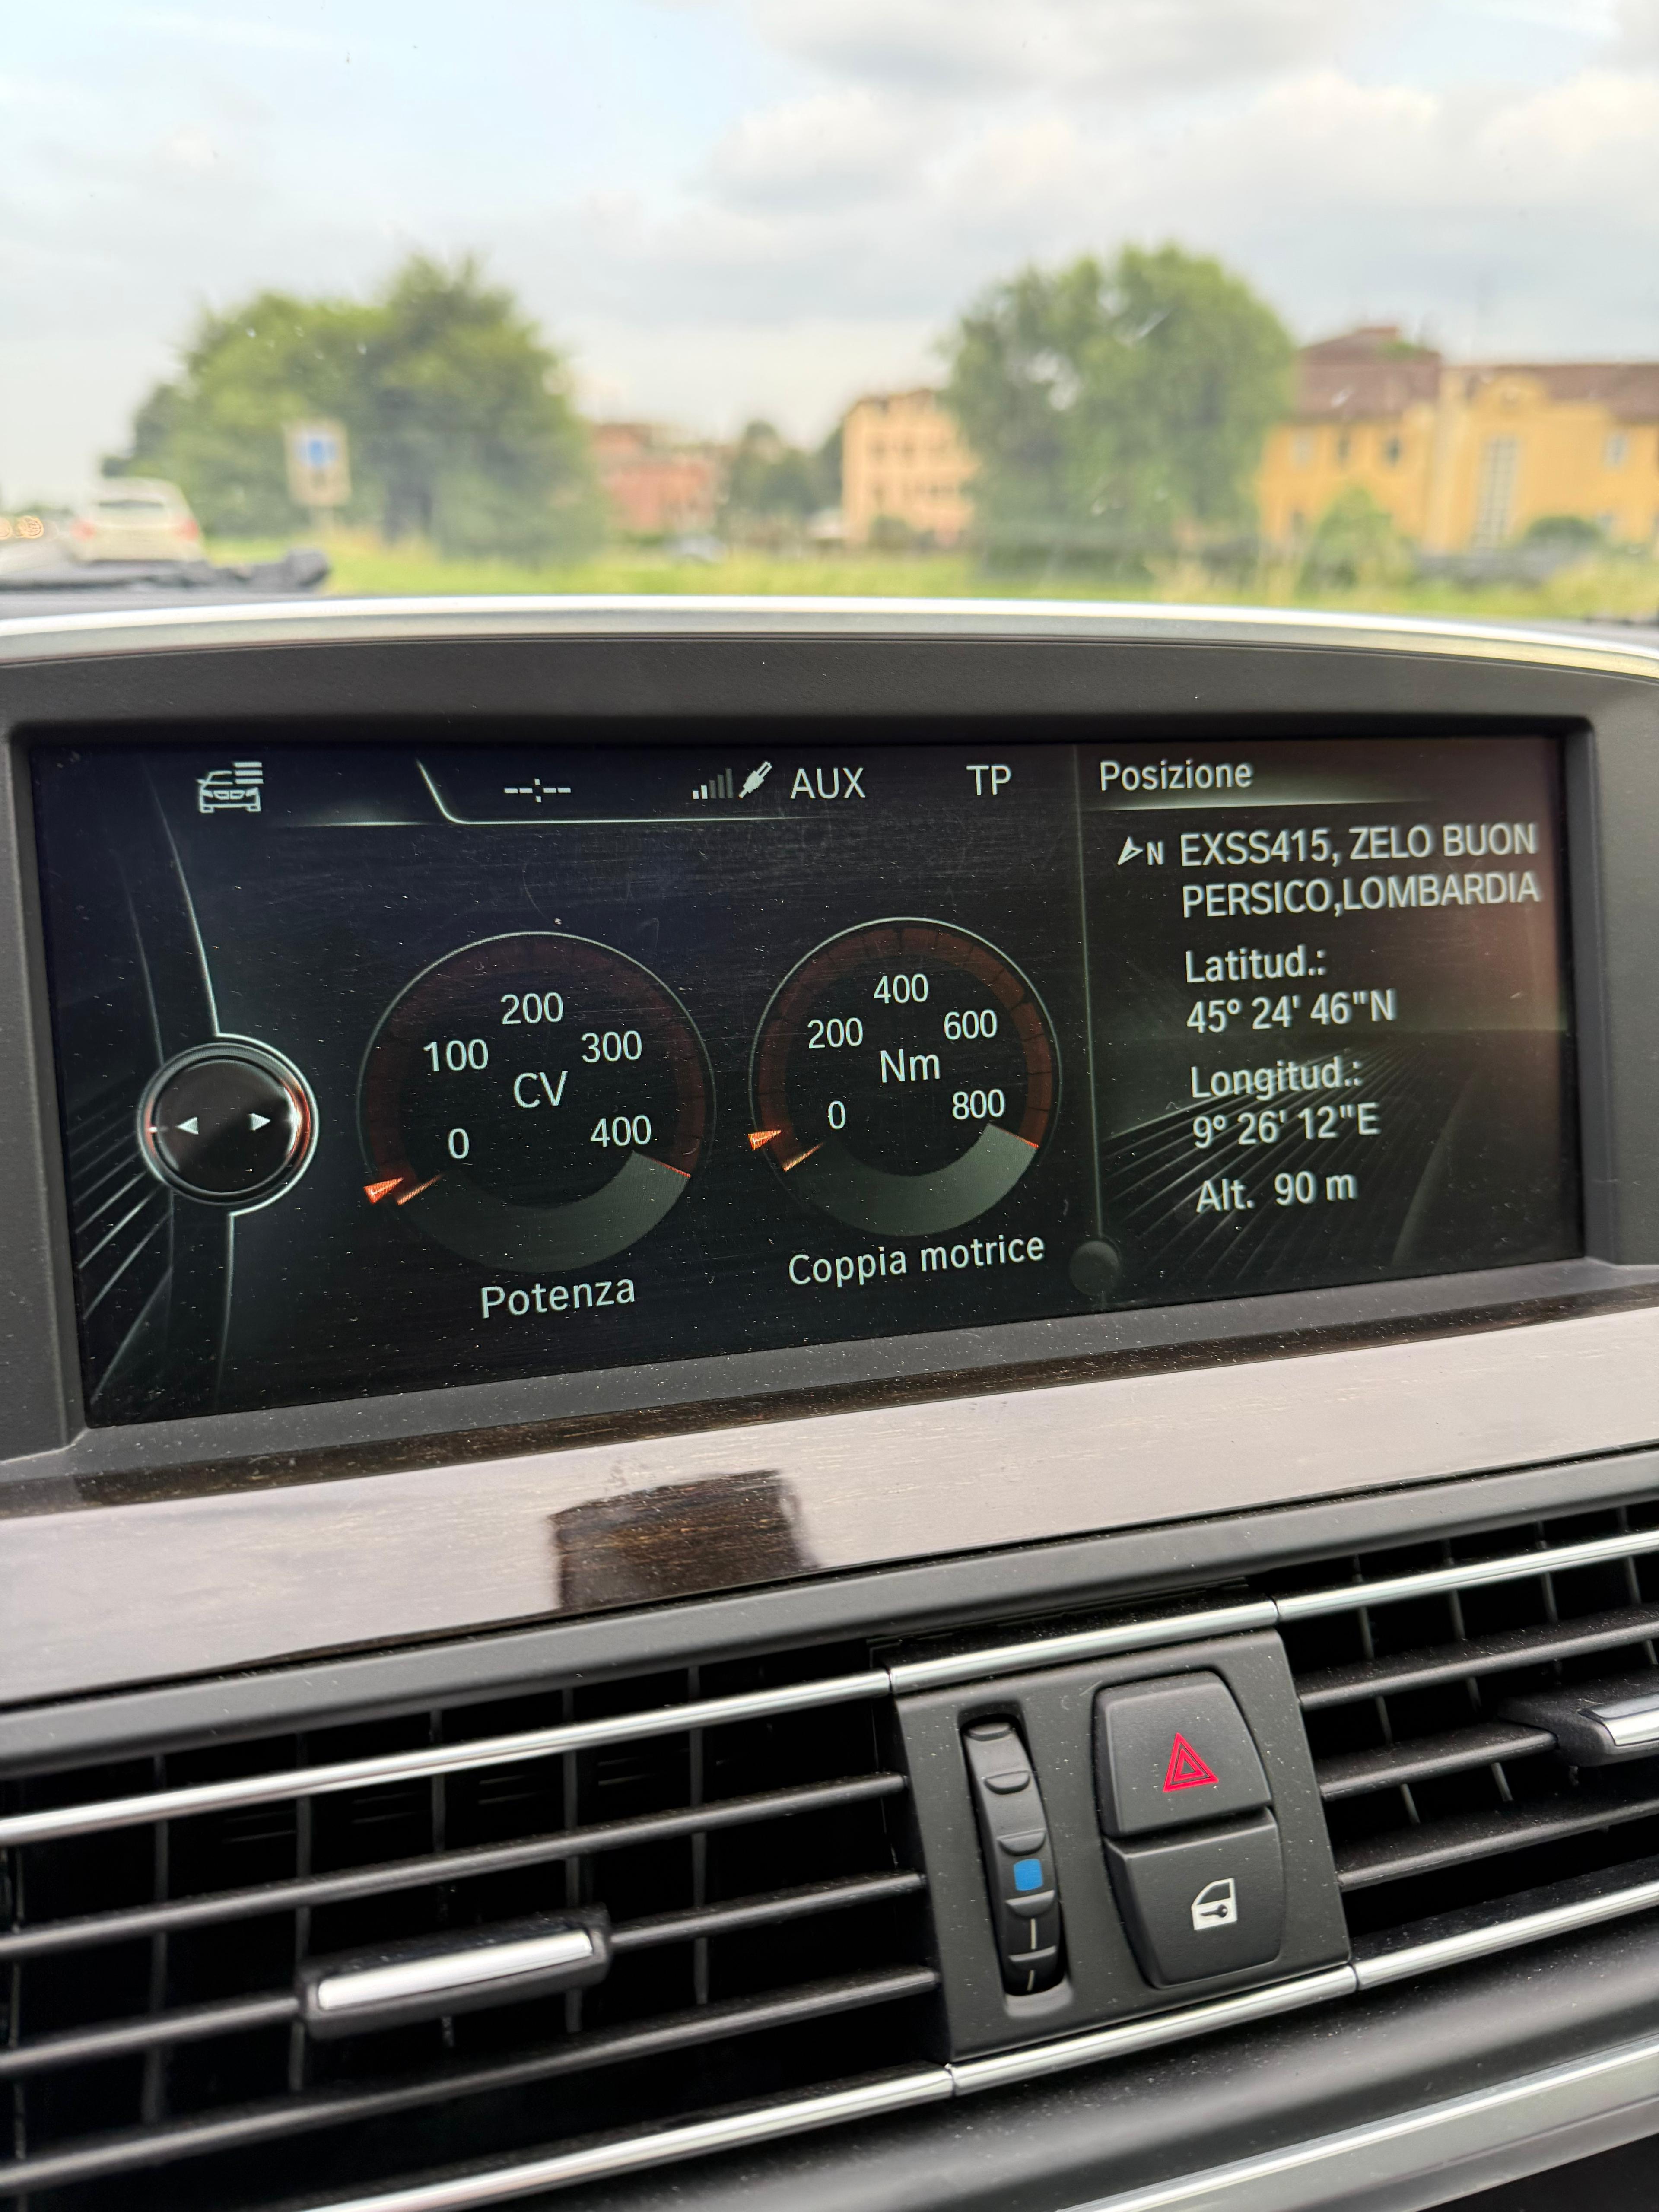 --:-- AUX TP
Posizione
N EXSS415, ZELO BUON
PERSICO,LOMBARDIA
Latitud.:
45° 24' 46"N
Longitud.:
9° 26' 12"E
Alt. 90 m
0 100 200 300 400
CV
Potenza
0 200 400 600 800
Nm
Coppia motrice